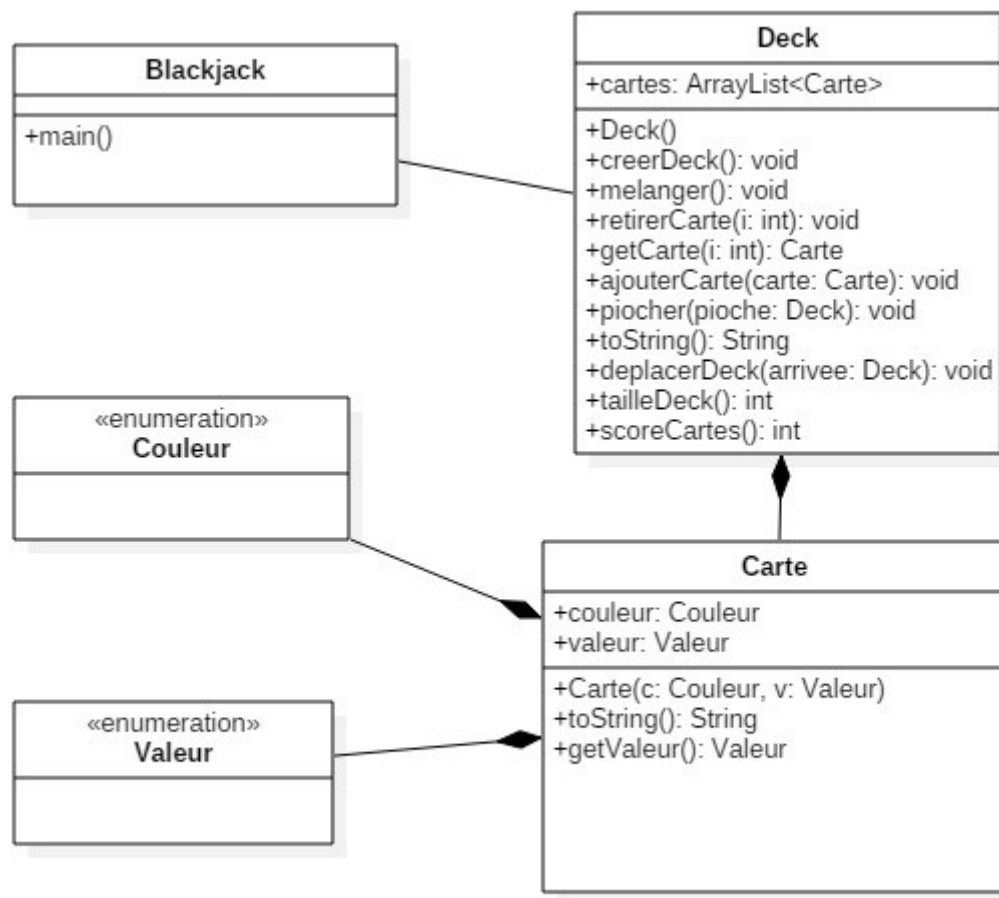 Blackjack
+main()
Deck
+cartes: ArrayList<Carte>
+Deck()
+creerDeck(): void
+melanger(): void
+retirerCarte(i: int): void
+getCarte(i: int): Carte
+ajouterCarte(carte: Carte): void
+piocher(pioche: Deck): void
+toString(): String
+deplacerDeck(arrivee: Deck): void
+tailleDeck(): int
+scoreCartes(): int
«enumeration»
Couleur
Carte
+couleur: Couleur
+valeur: Valeur
+Carte(c: Couleur, v: Valeur)
+toString(): String
+getValeur(): Valeur
«enumeration»
Valeur